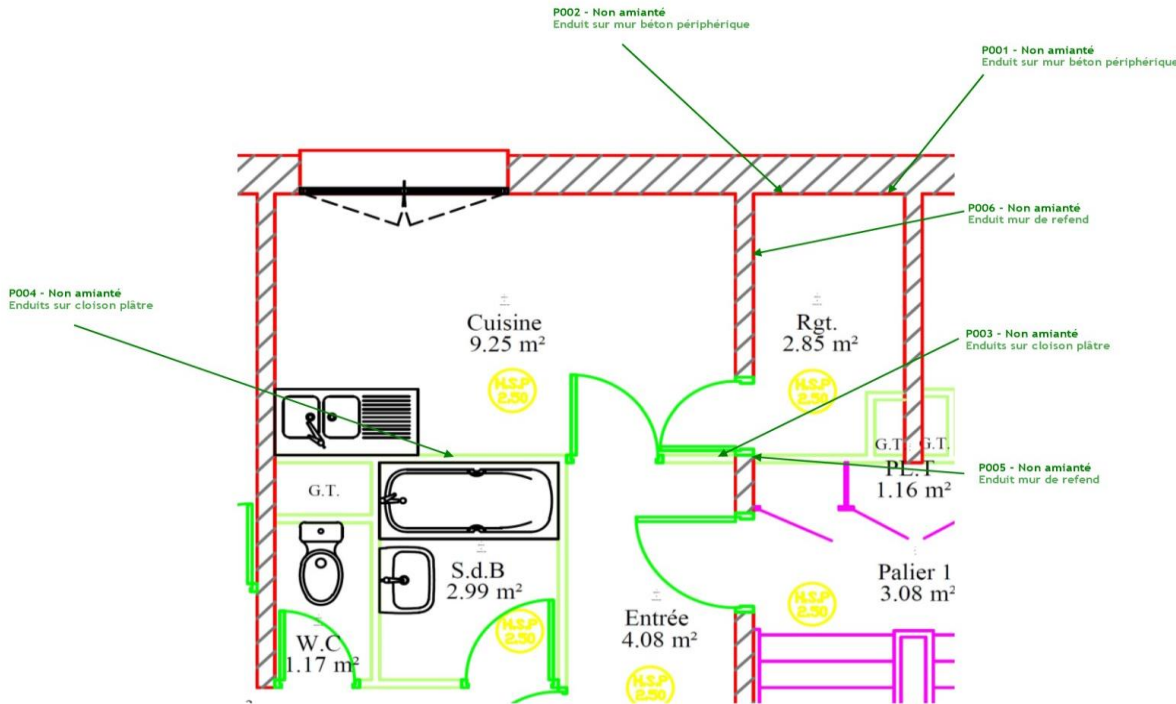 P002 - Non amianté
Enduit sur mur béton périphérique
P001 - Non amianté
Enduit sur mur béton périphérique
P006 - Non amianté
Enduit mur de refend
P004 - Non amianté
Enduits sur cloison plâtre
Cuisine
9.25 m²
Rgt.
2.85 m²
P003 - Non amianté
Enduits sur cloison plâtre
H.S.P
2.50
H.S.P
2.50
G.T.
G.T.
PL.T
1.16 m²
P005 - Non amianté
Enduit mur de refend
G.T.
S.d.B
2.99 m²
Palier 1
3.08 m²
H.S.P
2.50
Entrée
4.08 m²
H.S.P
2.50
W.C
1.17 m²
H.S.P
2.50